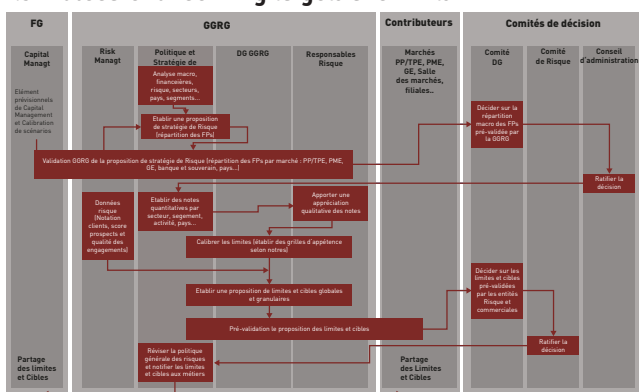 FG
GGRG
Contributeurs
Comités de décision
Capital
Managt
Risk
Managt
Politique et
Stratégie de
DG GGRG
Responsables
Risque
Marchés
PP/TPE, PME,
GE, Salle
des marchés,
filiales..
Comité
DG
Comité
de Risque
Conseil
d'administration
Elément
prévisionnels
de Capital
Management
et Calibration
de scénarios
Analyse macro,
financeières,
risque, secteurs,
pays, segments...
Etablir une proposition
de stratégie de Risque
(répartition des FPs)
Décider sur la
répartition
macro des FPs
pré-validée par
la GGRG
Validation GGRG de la proposition de stratégie de Risque (répartition des FPs par marché : PP/TPE, PME,
GE, banque et souverain, pays...)
Ratifier la
décision
Données
risque
(Notation
clients, score
prospects et
qualité des
engagements)
Etablir des notes
quantitatives par
secteur, segement,
activité, pays...
Apporter une
appréciation
qualitative des notes
Calibrer les limites (établir des grilles d'appétence
selon notres)
Etablir une proposition de limites et cibles globales
et granulaires
Décider sur les
limites et cibles
pré-validées
par les entités
Risque et
commerciales
Pré-validation le proposition des limites et cibles
Ratifier la
décision
Réviser la politique
générale des risques
et notifier les limites
et cibles aux métiers
Partage
des limites
et Cibles
Partage
des Limites
et Cibles